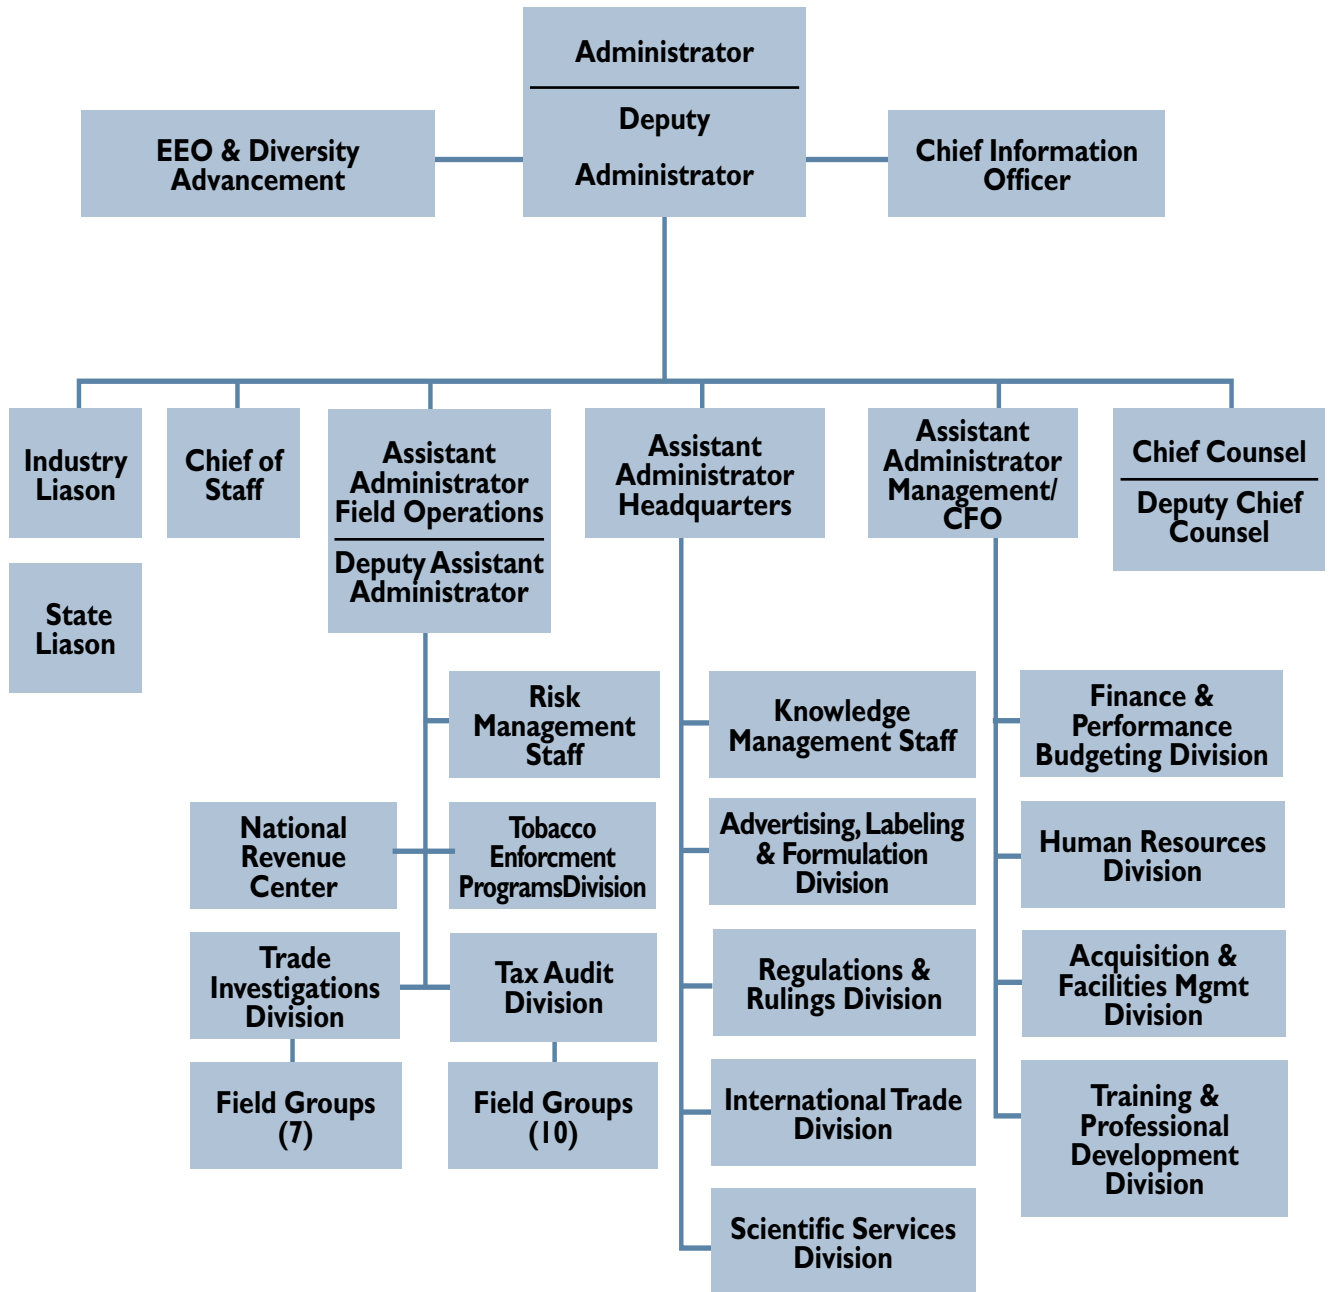 Administrator
Deputy
Administrator
EEO & Diversity
Advancement
Chief Information
Officer
Industry
Liason
Chief of
Staff
Assistant
Administrator
Field Operations
Deputy Assistant
Administrator
Assistant
Administrator
Headquarters
Assistant
Administrator
Management/
CFO
Chief Counsel
Deputy Chief
Counsel
State
Liason
Risk
Management
Staff
Knowledge
Management Staff
Finance &
Performance
Budgeting Division
National
Revenue
Center
Tobacco
Enforcment
ProgramsDivision
Advertising, Labeling
& Formulation
Division
Human Resources
Division
Trade
Investigations
Division
Tax Audit
Division
Regulations &
Rulings Division
Acquisition &
Facilities Mgmt
Division
Field Groups
(7)
Field Groups
(10)
International Trade
Division
Training &
Professional
Development
Division
Scientific Services
Division